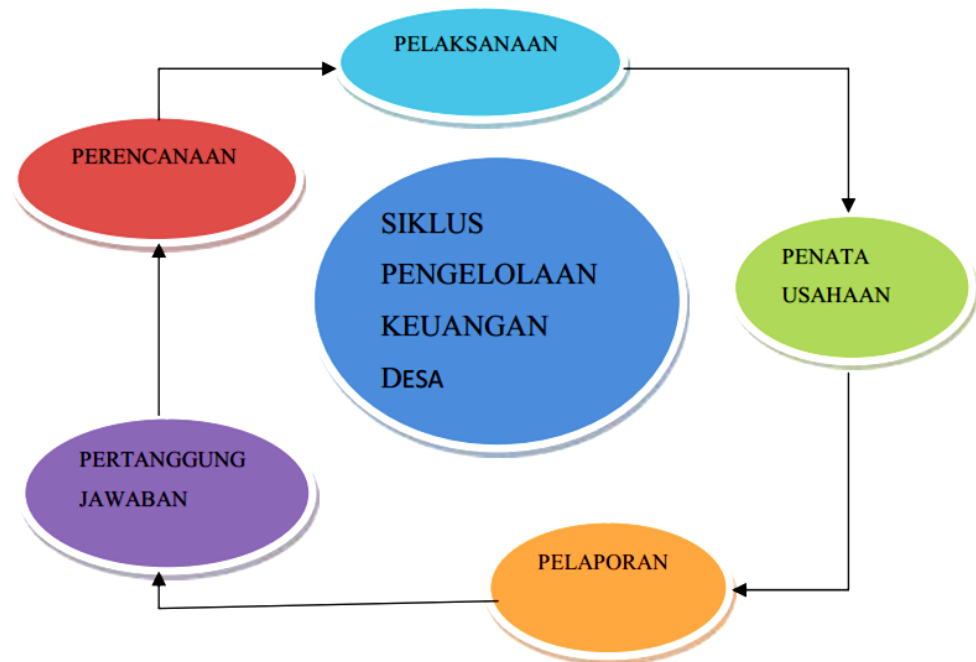 PELAKSANAAN
PERENCANAAN
SIKLUS
PENGELOLAAN
KEUANGAN
DESA
PENATA
USAHAAN
PERTANGGUNG
JAWABAN
PELAPORAN